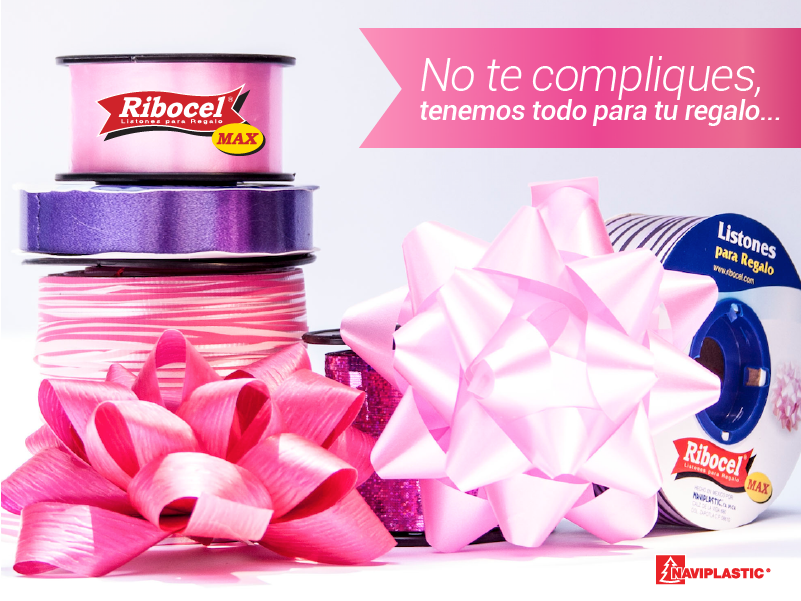 No te compliques,
tenemos todo para tu regalo...
Ribocel®
Listones para Regalo
MAX
Listones
para Regalo
www.ribocel.com
Ribocel
Listones para Regalo
MAX
NAVIPLASTIC
NAVIPLASTIC®